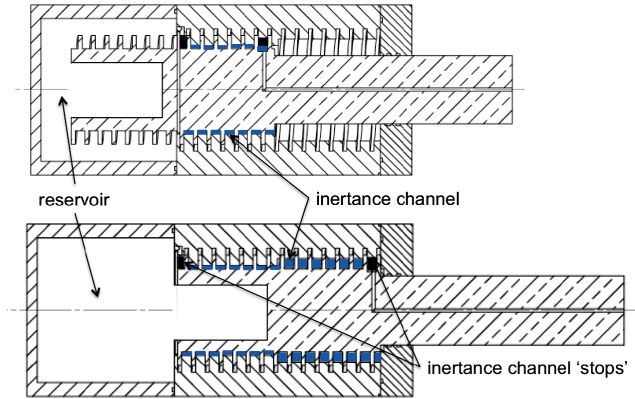 reservoir
inertance channel
inertance channel ‘stops’